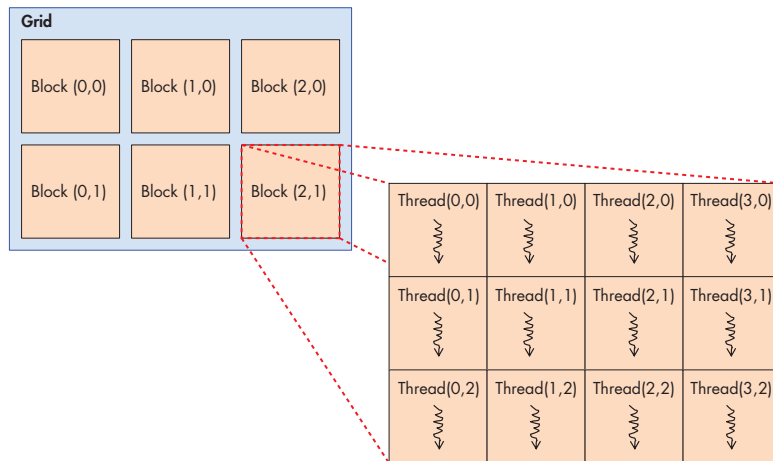 Grid
Block (0,0) Block (1,0) Block (2,0)
Block (0,1) Block (1,1) Block (2,1)
Thread(0,0) Thread(1,0) Thread(2,0) Thread(3,0)
Thread(0,1) Thread(1,1) Thread(2,1) Thread(3,1)
Thread(0,2) Thread(1,2) Thread(2,2) Thread(3,2)